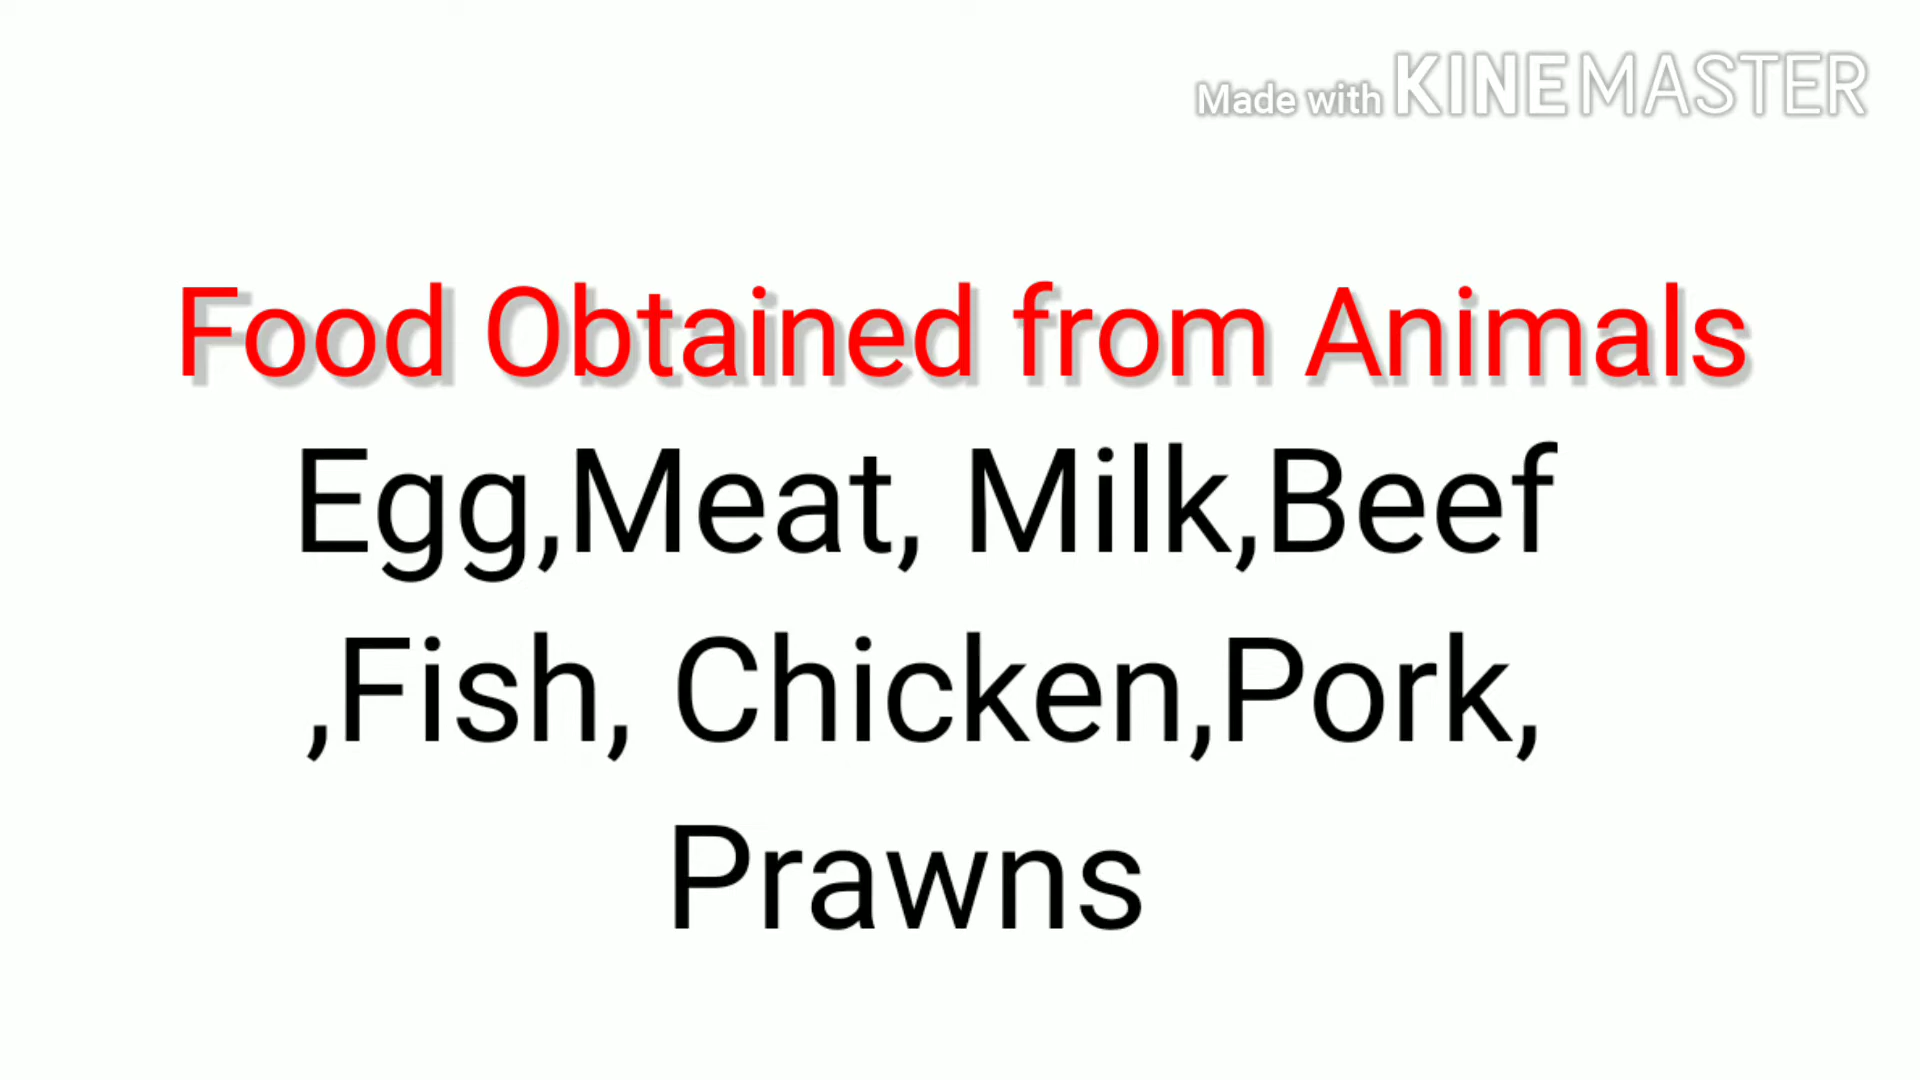 Made with KINEMASTER
Food Obtained from Animals
Egg,Meat, Milk,Beef
,Fish, Chicken,Pork,
Prawns